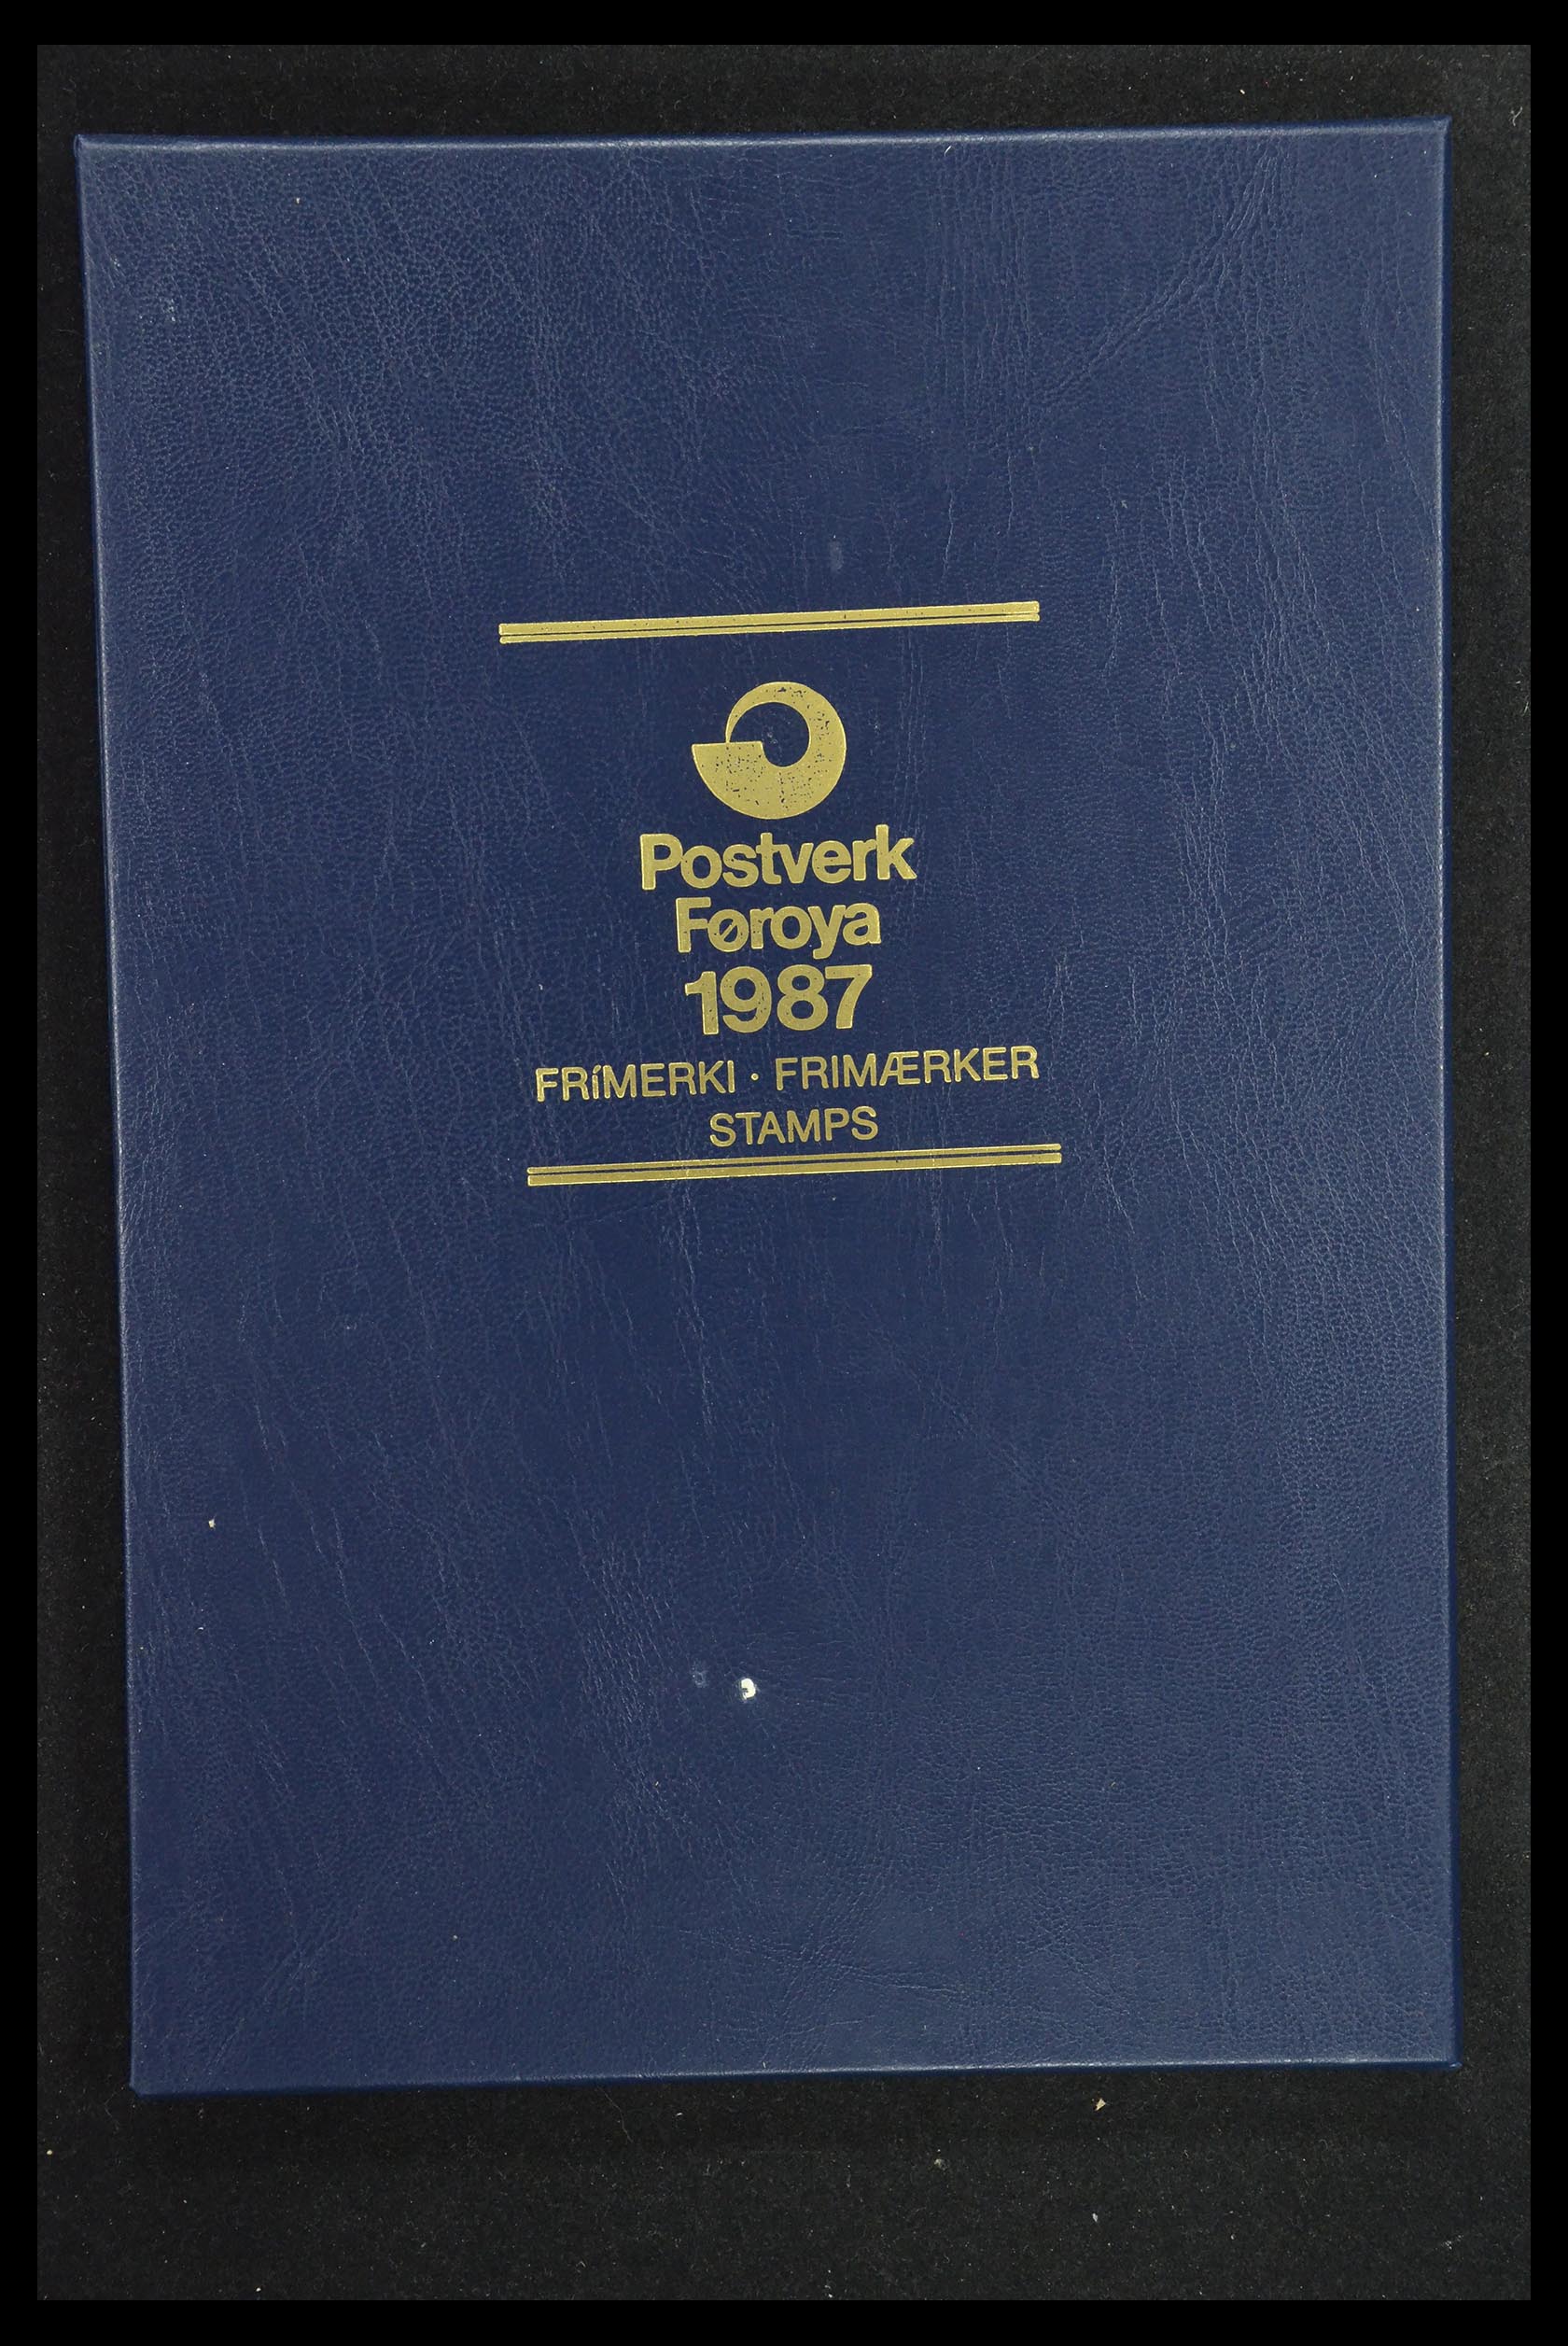 Postverk
Føroya
1987
FRíMERKI · FRIMÆRKER
STAMPS